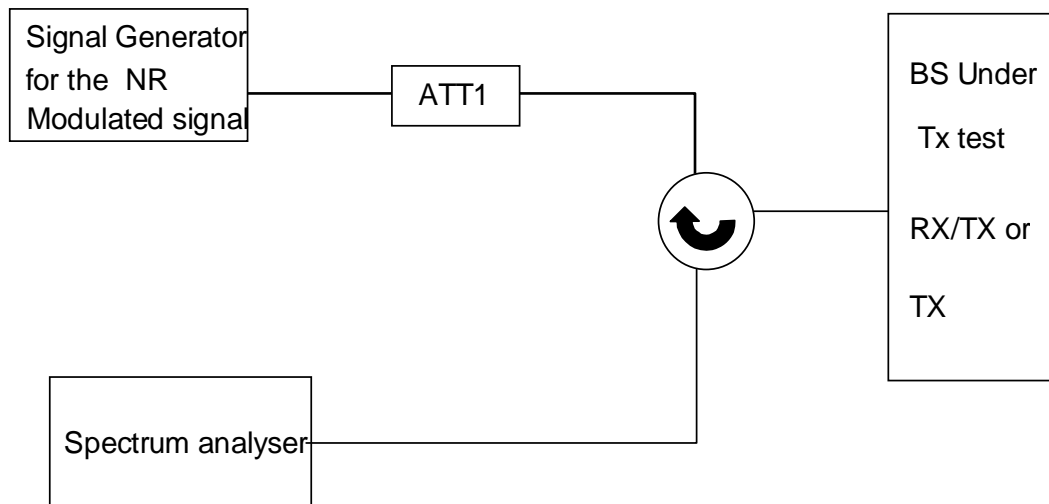 Signal Generator
for the NR
Modulated signal
ATT1
BS Under
Tx test
RX/TX or
TX
Spectrum analyser